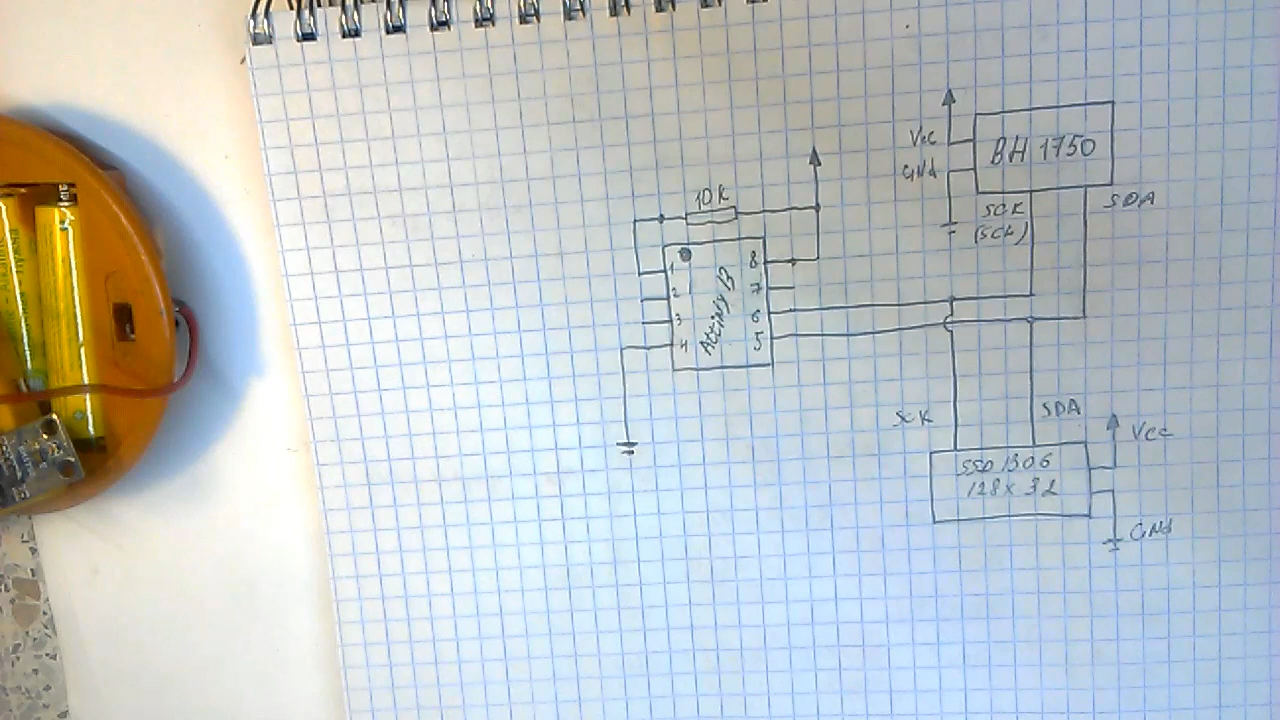 10K
1
2
3
4
8
7
6
5
Attiny 13
Vcc
GNd
BH 1750
SCK
(SCL)
SDA
SCK
SDA
SSD 1306
128x32
Vcc
GNd